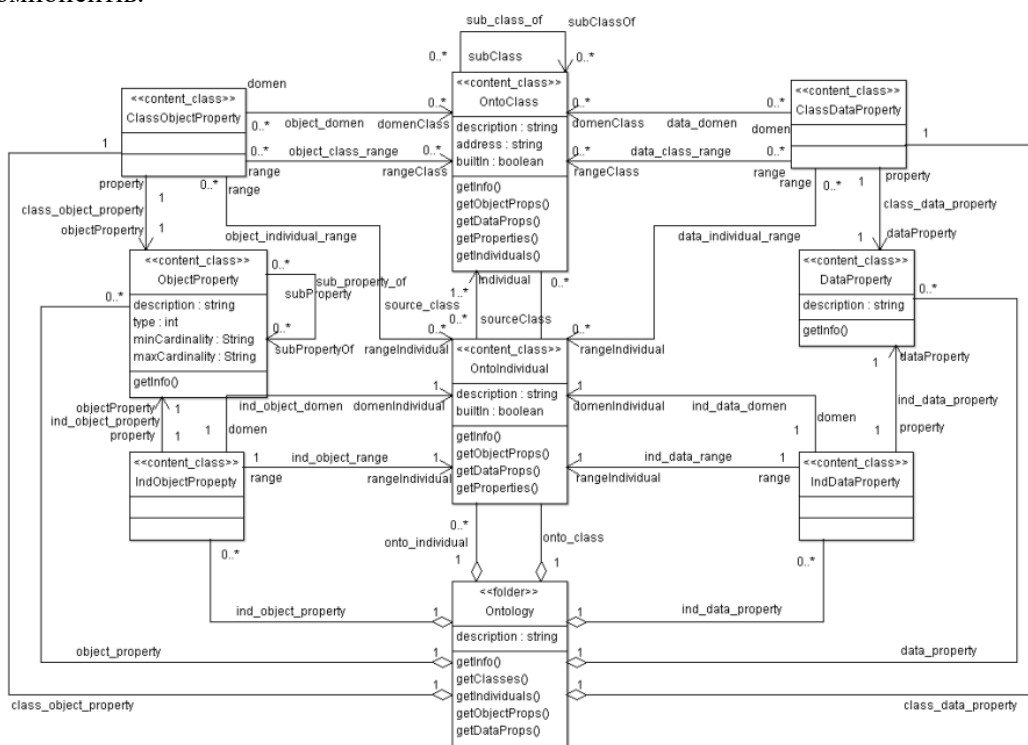 sub_class_of
subClassOf
0..*
subClass
0..*
domen
<<content_class>>
ClassObjectProperty
0..*
<<content_class>>
OntoClass
description : string
address : string
builtIn : boolean
getInfo()
getObjectProps()
getDataProps()
getProperties()
getIndividuals()
0..*
<<content_class>>
ClassDataProperty
0..*
object_domen
domenClass
0..*
0..*
domenClass
data_domen
domen
1
0..*
object_class_range
0..*
range
rangeClass
0..*
data_class_range
0..*
rangeClass
range
1
property
1
0..*
range
class_object_property
objectPropertry
1
object_individual_range
range
0..*
1
property
class_data_property
1
dataProperty
data_individual_range
<<content_class>>
ObjectProperty
description : string
type : int
minCardinality : String
maxCardinality : String
getInfo()
0..*
0..*
sub_property_of
subProperty
0..*
subPropertyOf
Individual
1..*
source_class
0..*
0..*
sourceClass
0..*
rangeIndividual
0..*
rangeIndividual
<<content_class>>
DataProperty
description : string
getInfo()
0..*
1
dataProperty
<<content_class>>
OntoIndividual
description : string
builtIn : boolean
getInfo()
getObjectProps()
getDataProps()
getProperties()
objectProperty
1
ind_object_property
property
1
1
domen
ind_object_domen
1
domenIndividual
1
domenIndividual
ind_data_domen
domen
1
ind_data_property
1
property
<<content_class>>
IndObjectPropepty
1
range
ind_object_range
1
rangeIndividual
1
rangeIndividual
ind_data_range
1
range
<<content_class>>
IndDataProperty
0..*
0..*
onto_individual
1
onto_class
1
0..*
<<folder>>
Ontology
description : string
getInfo()
getClasses()
getIndividuals()
getObjectProps()
getDataProps()
ind_object_property
1
1
ind_data_property
object_property
1
1
data_property
class_object_property
1
1
class_data_property